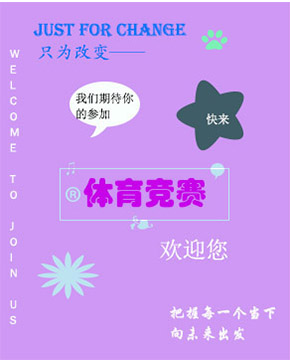 JUST FOR CHANGE
只为改变——
WELCOME TO JOIN US
我们期待你
的参加
快来
®体育竞赛
欢迎您
把握每一个当下
向未来出发